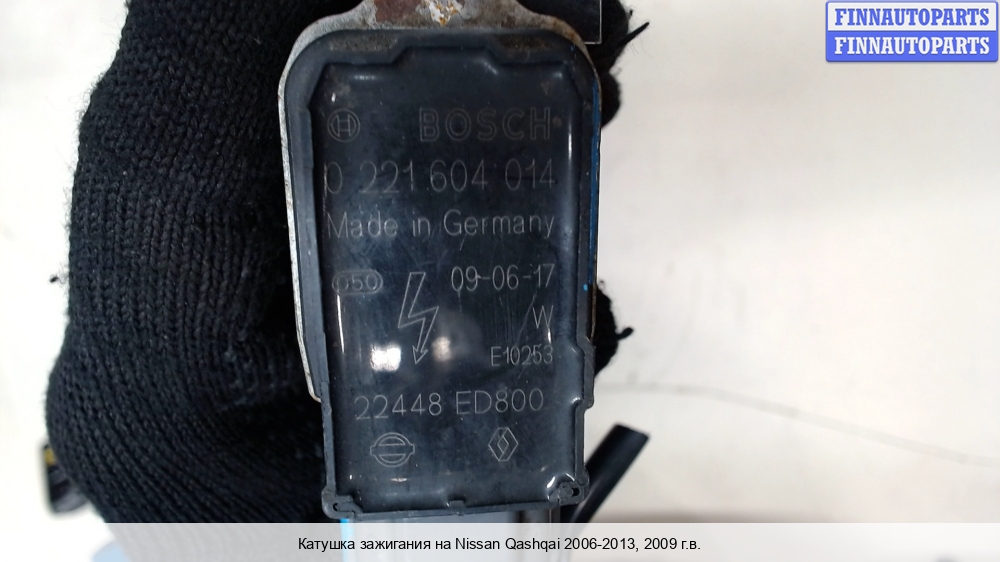 FINNAUTOPARTS
FINNAUTOPARTS
BOSCH
0 221 604 014
Made in Germany
050
09-06-17
W
E10253
22448 ED800
Катушка зажигания на Nissan Qashqai 2006-2013, 2009 г.в.